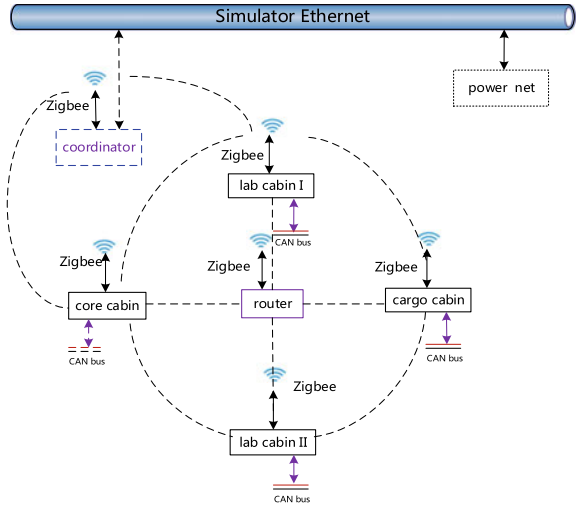 Simulator Ethernet
power net
Zigbee
coordinator
Zigbee
lab cabin I
CAN bus
Zigbee
Zigbee
Zigbee
core cabin
router
cargo cabin
CAN bus
CAN bus
Zigbee
lab cabin II
CAN bus